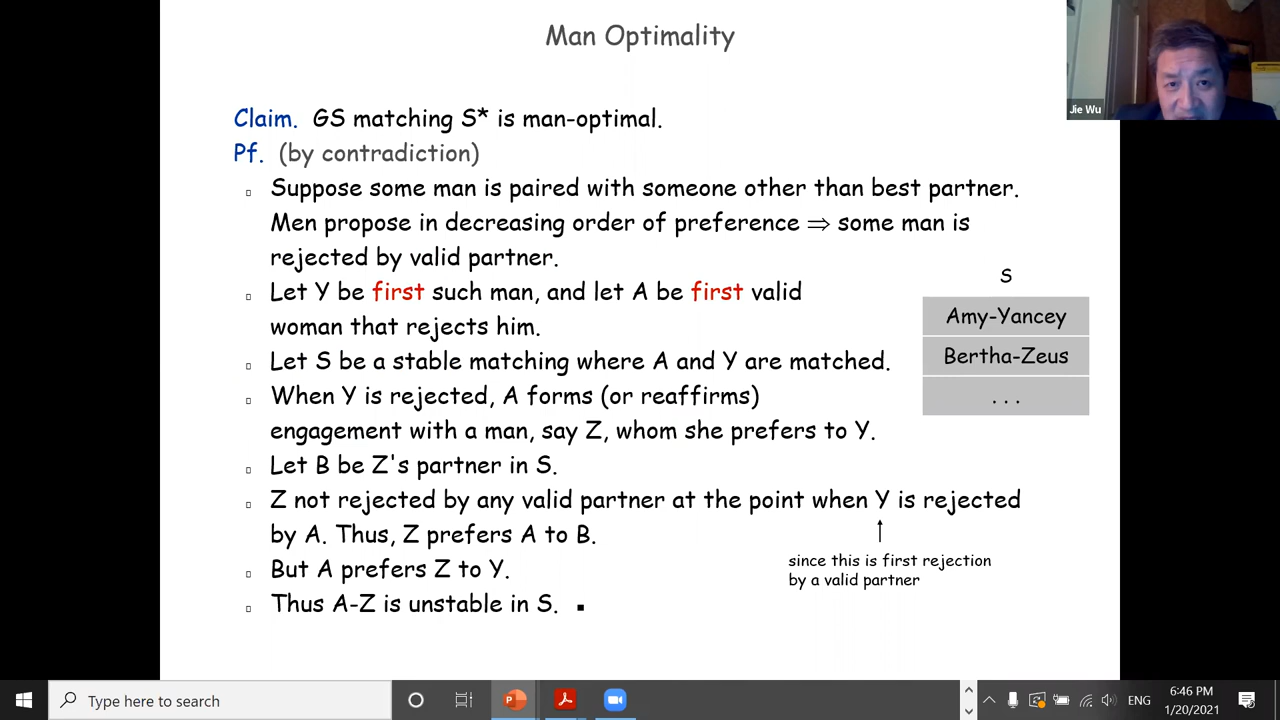 Man Optimality
Jie Wu
Claim. GS matching S* is man-optimal.
Pf. (by contradiction)
Suppose some man is paired with someone other than best partner.
Men propose in decreasing order of preference ⇒ some man is
rejected by valid partner.
Let Y be first such man, and let A be first valid
woman that rejects him.
Let S be a stable matching where A and Y are matched.
When Y is rejected, A forms (or reaffirms)
engagement with a man, say Z, whom she prefers to Y.
Let B be Z's partner in S.
Z not rejected by any valid partner at the point when Y is rejected
by A. Thus, Z prefers A to B.
But A prefers Z to Y.
Thus A-Z is unstable in S. ▪
S
Amy-Yancey
Bertha-Zeus
. . .
since this is first rejection
by a valid partner
Type here to search
ENG
6:46 PM
1/20/2021